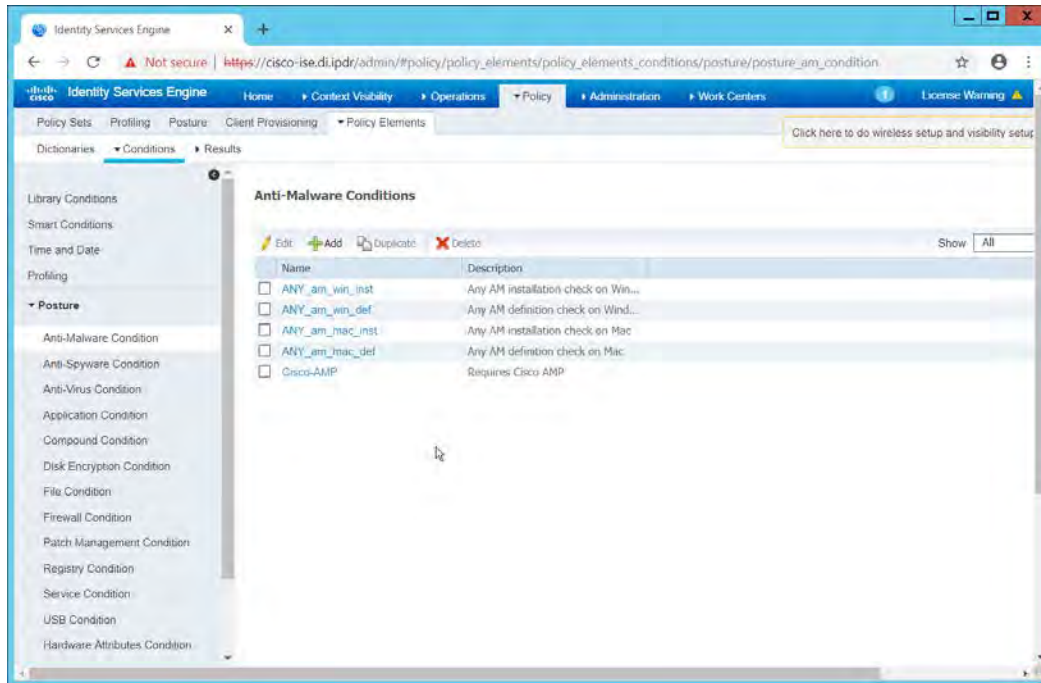 Identity Services Engine
Not secure | https://cisco-ise.di.ipdr/admin/#policy/policy_elements/policy_elements_conditions/posture/posture_am_condition
cisco Identity Services Engine Home Context Visibility Operations Policy Administration Work Centers 1 License Warning
Policy Sets Profiling Posture Client Provisioning Policy Elements
Click here to do wireless setup and visibility setup
Dictionaries Conditions Results
Library Conditions
Smart Conditions
Time and Date
Profiling
Posture
Anti-Malware Condition
Anti-Spyware Condition
Anti-Virus Condition
Application Condition
Compound Condition
Disk Encryption Condition
File Condition
Firewall Condition
Patch Management Condition
Registry Condition
Service Condition
USB Condition
Hardware Attributes Condition
Anti-Malware Conditions
Edit Add Duplicate Delete Show All
Name Description
ANY_am_win_inst Any AM installation check on Win...
ANY_am_win_def Any AM definition check on Wind...
ANY_am_mac_inst Any AM installation check on Mac
ANY_am_mac_def Any AM definition check on Mac
Cisco-AMP Requires Cisco AMP